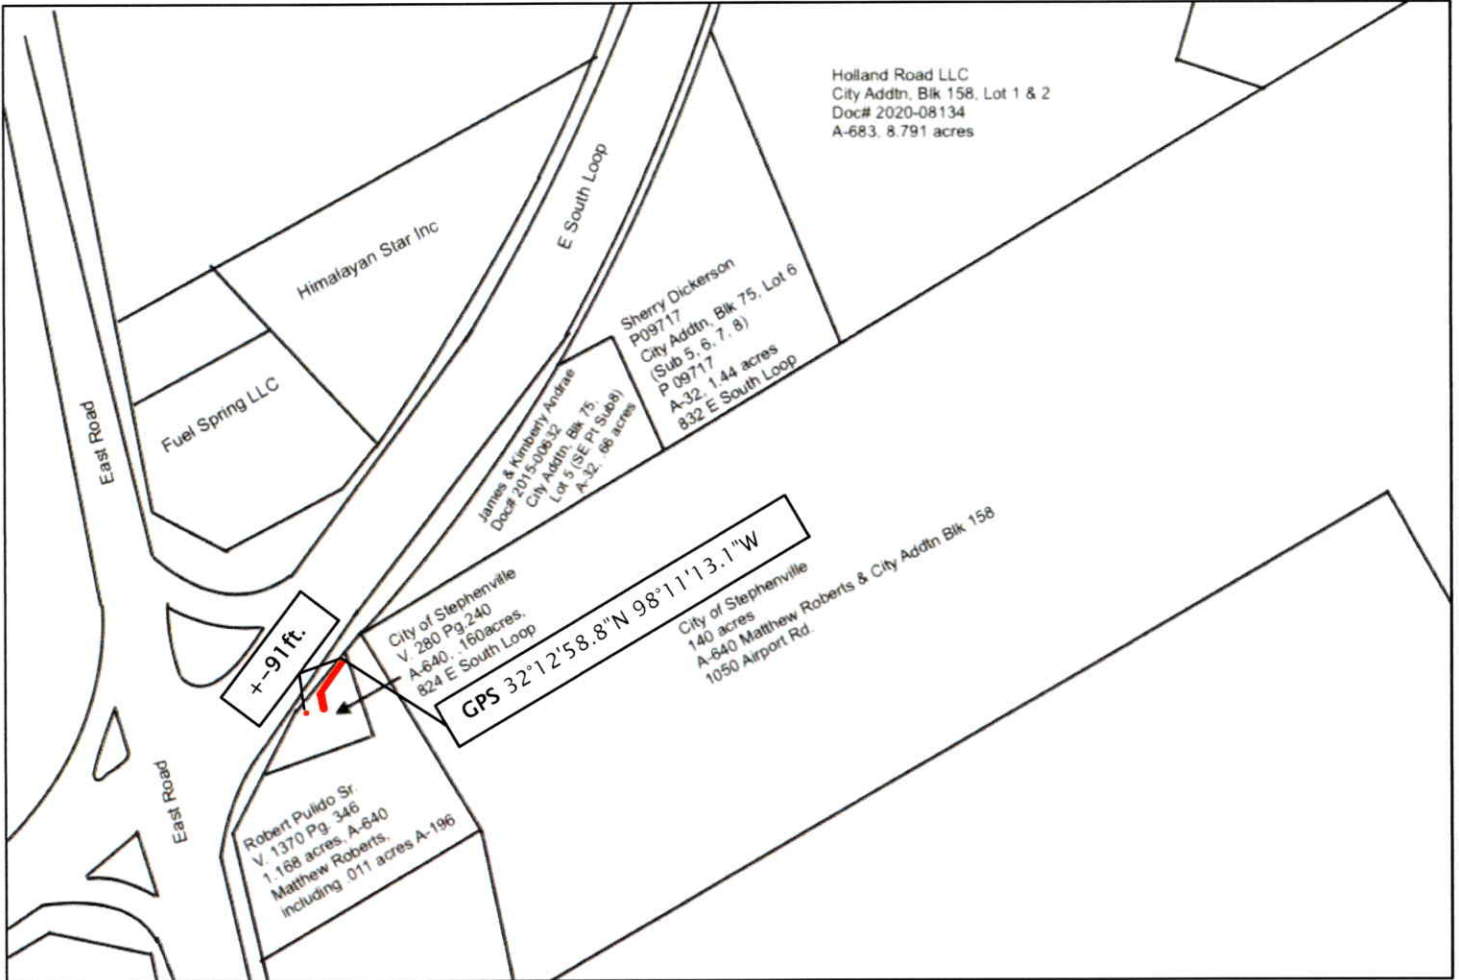 Holland Road LLC
City Addtn, Blk 158, Lot 1 & 2
Doc# 2020-08134
A-683, 8.791 acres
E South Loop
Himalayan Star Inc
Sherry Dickerson
P09717
City Addtn, Blk 75, Lot 6
(Sub 5, 6, 7, 8)
P 09717
A-32, 1.44 acres
832 E South Loop
Fuel Spring LLC
East Road
James & Kimberly Andrae
Doc# 2015-00632
City Addtn, Blk 75,
Lot 5 (SE Pt Sub8)
A-32, .66 acres
City of Stephenville
V. 280 Pg.240
A-640, .160acres,
824 E South Loop
GPS 32°12'58.8"N 98°11'13.1"W
City of Stephenville
140 acres
A-640 Matthew Roberts & City Addtn Blk 158
1050 Airport Rd.
+-91ft.
East Road
Robert Pulido Sr.
V. 1370 Pg. 346
1.168 acres, A-640
Matthew Roberts,
including .011 acres A-196